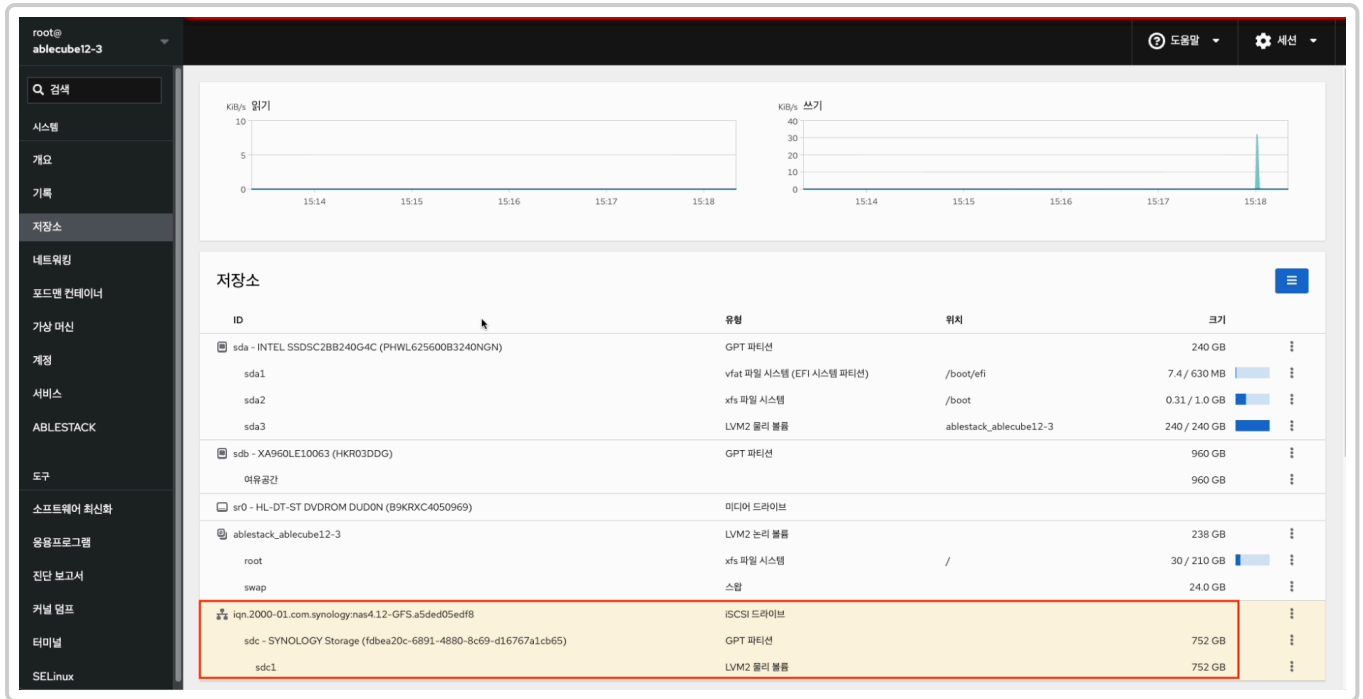 root@
ablecube12-3
도움말
세션
검색
시스템
개요
기록
저장소
네트워킹
포드맨 컨테이너
가상 머신
계정
서비스
ABLESTACK
도구
소프트웨어 최신화
응용프로그램
진단 보고서
커널 덤프
터미널
SELinux
KiB/s 읽기
10
5
0
15:14 15:15 15:16 15:17 15:18
KiB/s 쓰기
40
30
20
10
0
15:14 15:15 15:16 15:17 15:18
저장소
ID 유형 위치 크기
sda - INTEL SSDSC2BB240G4C (PHWL625600B3240NGN) GPT 파티션 240 GB
sda1 vfat 파일 시스템 (EFI 시스템 파티션) /boot/efi 7.4 / 630 MB
sda2 xfs 파일 시스템 /boot 0.31 / 1.0 GB
sda3 LVM2 물리 볼륨 ablestack_ablecube12-3 240 / 240 GB
sdb - XA960LE10063 (HKR03DDG) GPT 파티션 960 GB
여유공간 960 GB
sr0 - HL-DT-ST DVDROM DUD0N (B9KRXC4050969) 미디어 드라이브
ablestack_ablecube12-3 LVM2 논리 볼륨 238 GB
root xfs 파일 시스템 / 30 / 210 GB
swap 스왑 24.0 GB
iqn.2000-01.com.synology:nas4.12-GFS.a5ded05edf8 iSCSI 드라이브
sdc - SYNOLOGY Storage (fdbea20c-6891-4880-8c69-d16767a1cb65) GPT 파티션 752 GB
sdc1 LVM2 물리 볼륨 752 GB